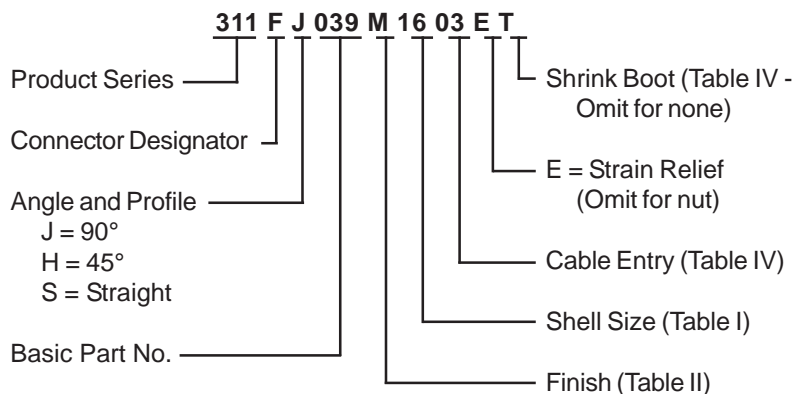 311 F J 039 M 16 03 E T
Product Series
Connector Designator
Angle and Profile
J = 90°
H = 45°
S = Straight
Basic Part No.
Shrink Boot (Table IV -
Omit for none)
E = Strain Relief
(Omit for nut)
Cable Entry (Table IV)
Shell Size (Table I)
Finish (Table II)